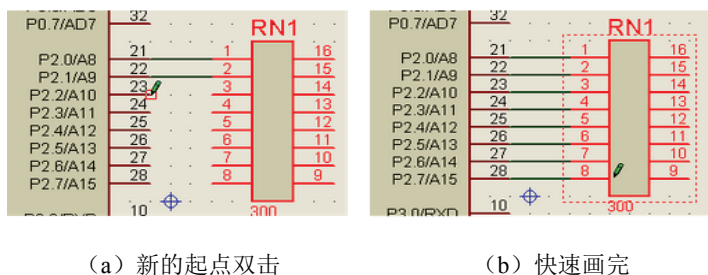 P0.7/AD7 32 RN1
P2.0/A8 21 1 16
P2.1/A9 22 2 15
P2.2/A10 23 3 14
P2.3/A11 24 4 13
P2.4/A12 25 5 12
P2.5/A13 26 6 11
P2.6/A14 27 7 10
P2.7/A15 28 8 9
10 300
P0.7/AD7 32 RN1
P2.0/A8 21 1 16
P2.1/A9 22 2 15
P2.2/A10 23 3 14
P2.3/A11 24 4 13
P2.4/A12 25 5 12
P2.5/A13 26 6 11
P2.6/A14 27 7 10
P2.7/A15 28 8 9
P3.0/RXD 10 300
（a）新的起点双击
（b）快速画完